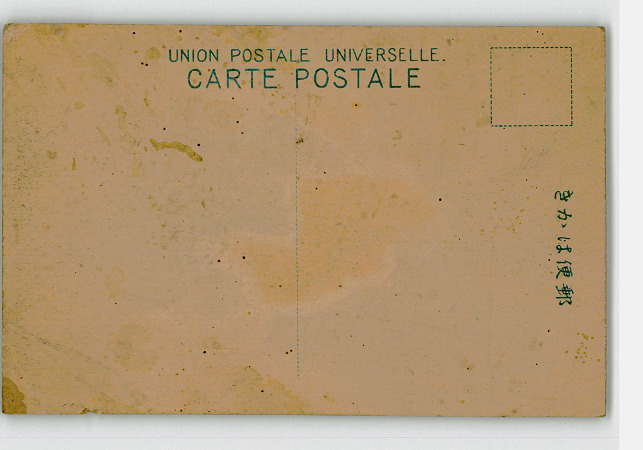 UNION POSTALE UNIVERSELLE.
CARTE POSTALE
きかは便郵